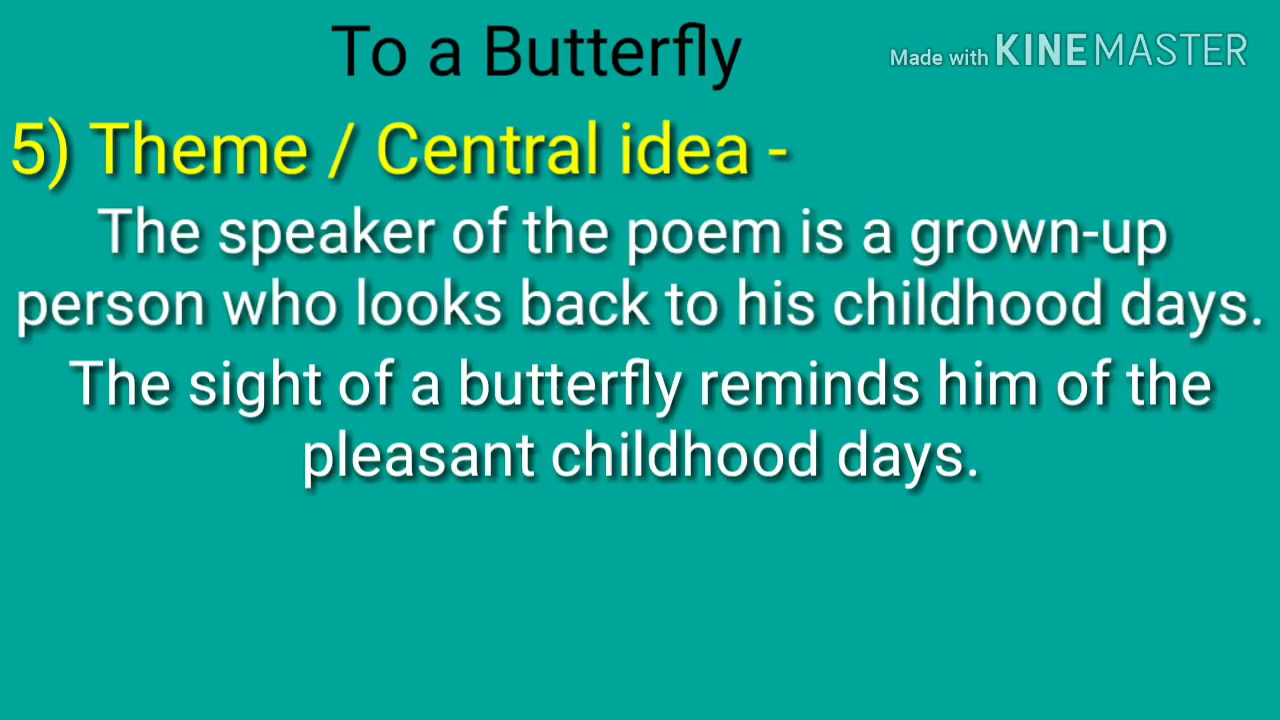 To a Butterfly
Made with KINEMASTER
5) Theme / Central idea -
The speaker of the poem is a grown-up
person who looks back to his childhood days.
The sight of a butterfly reminds him of the
pleasant childhood days.